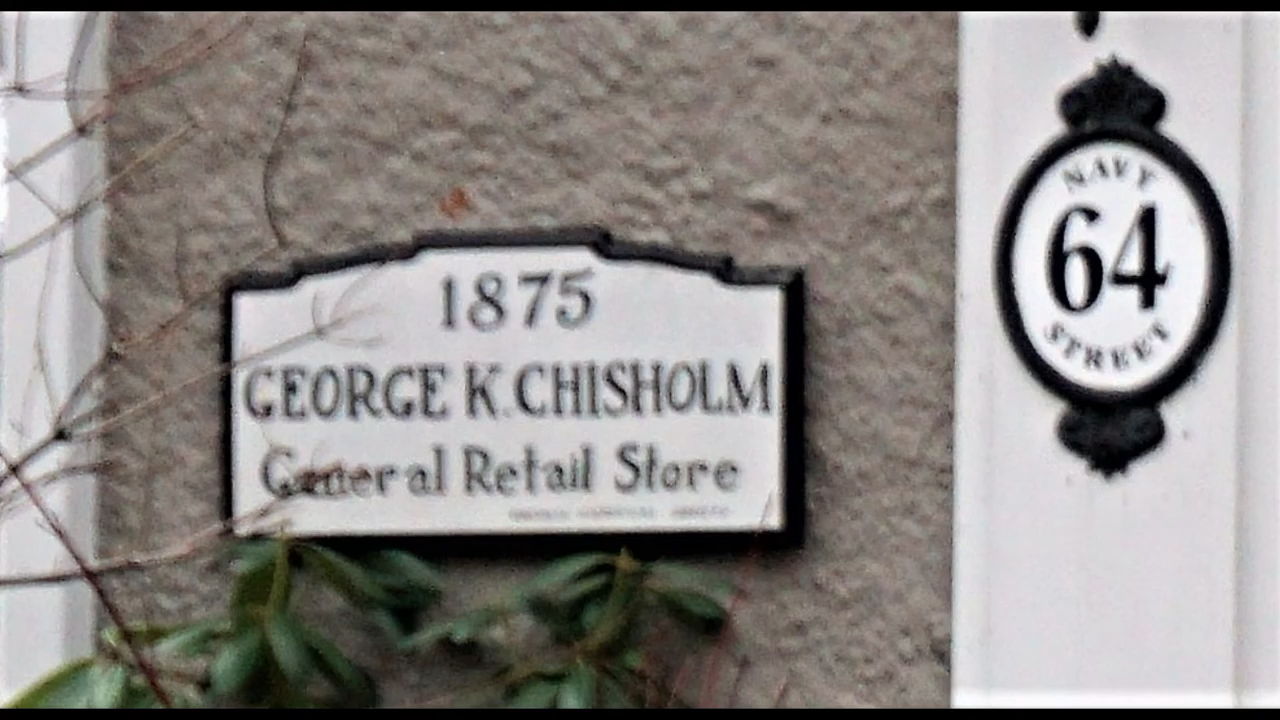 1875
GEORGE K. CHISHOLM
General Retail Store
NAVY
64
STREET